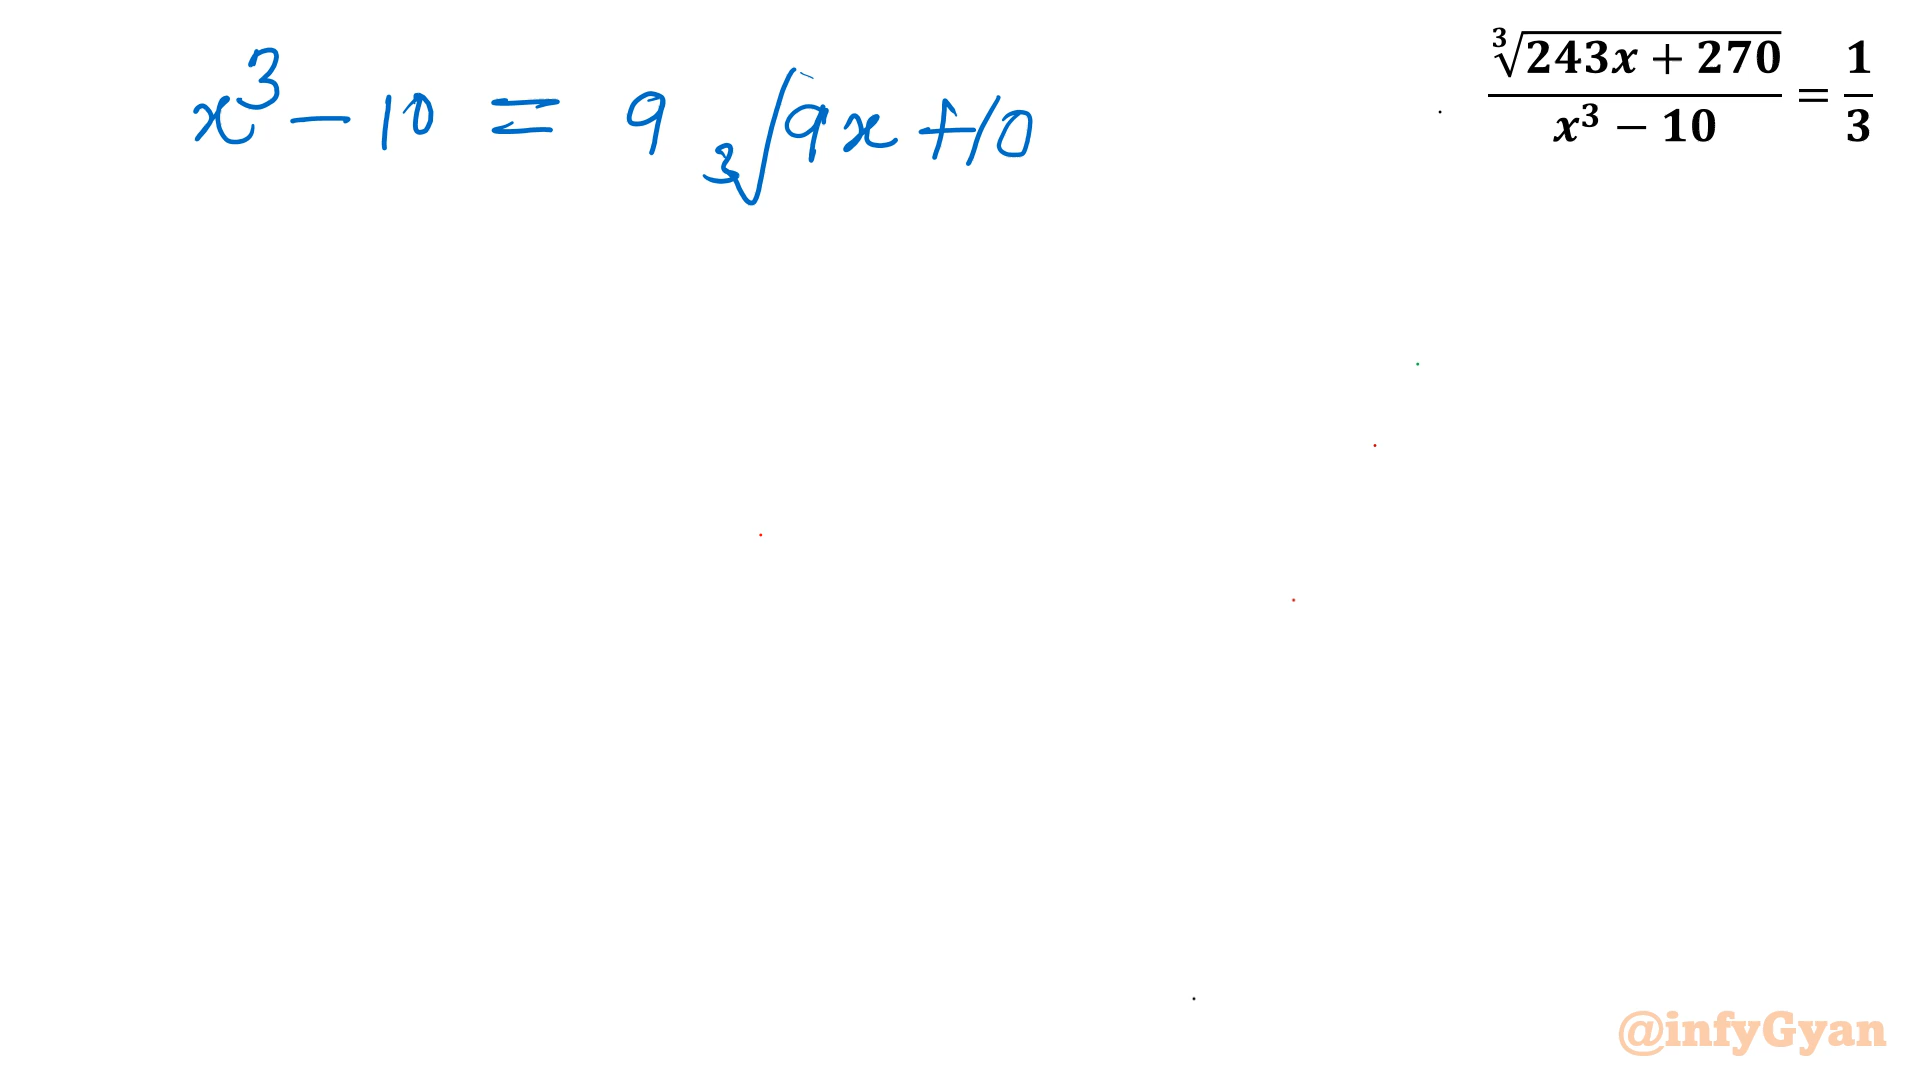 x³ − 10 = 9 ∛(9x + 10)
∛(243x + 270) / (x³ − 10) = 1/3
@infyGyan